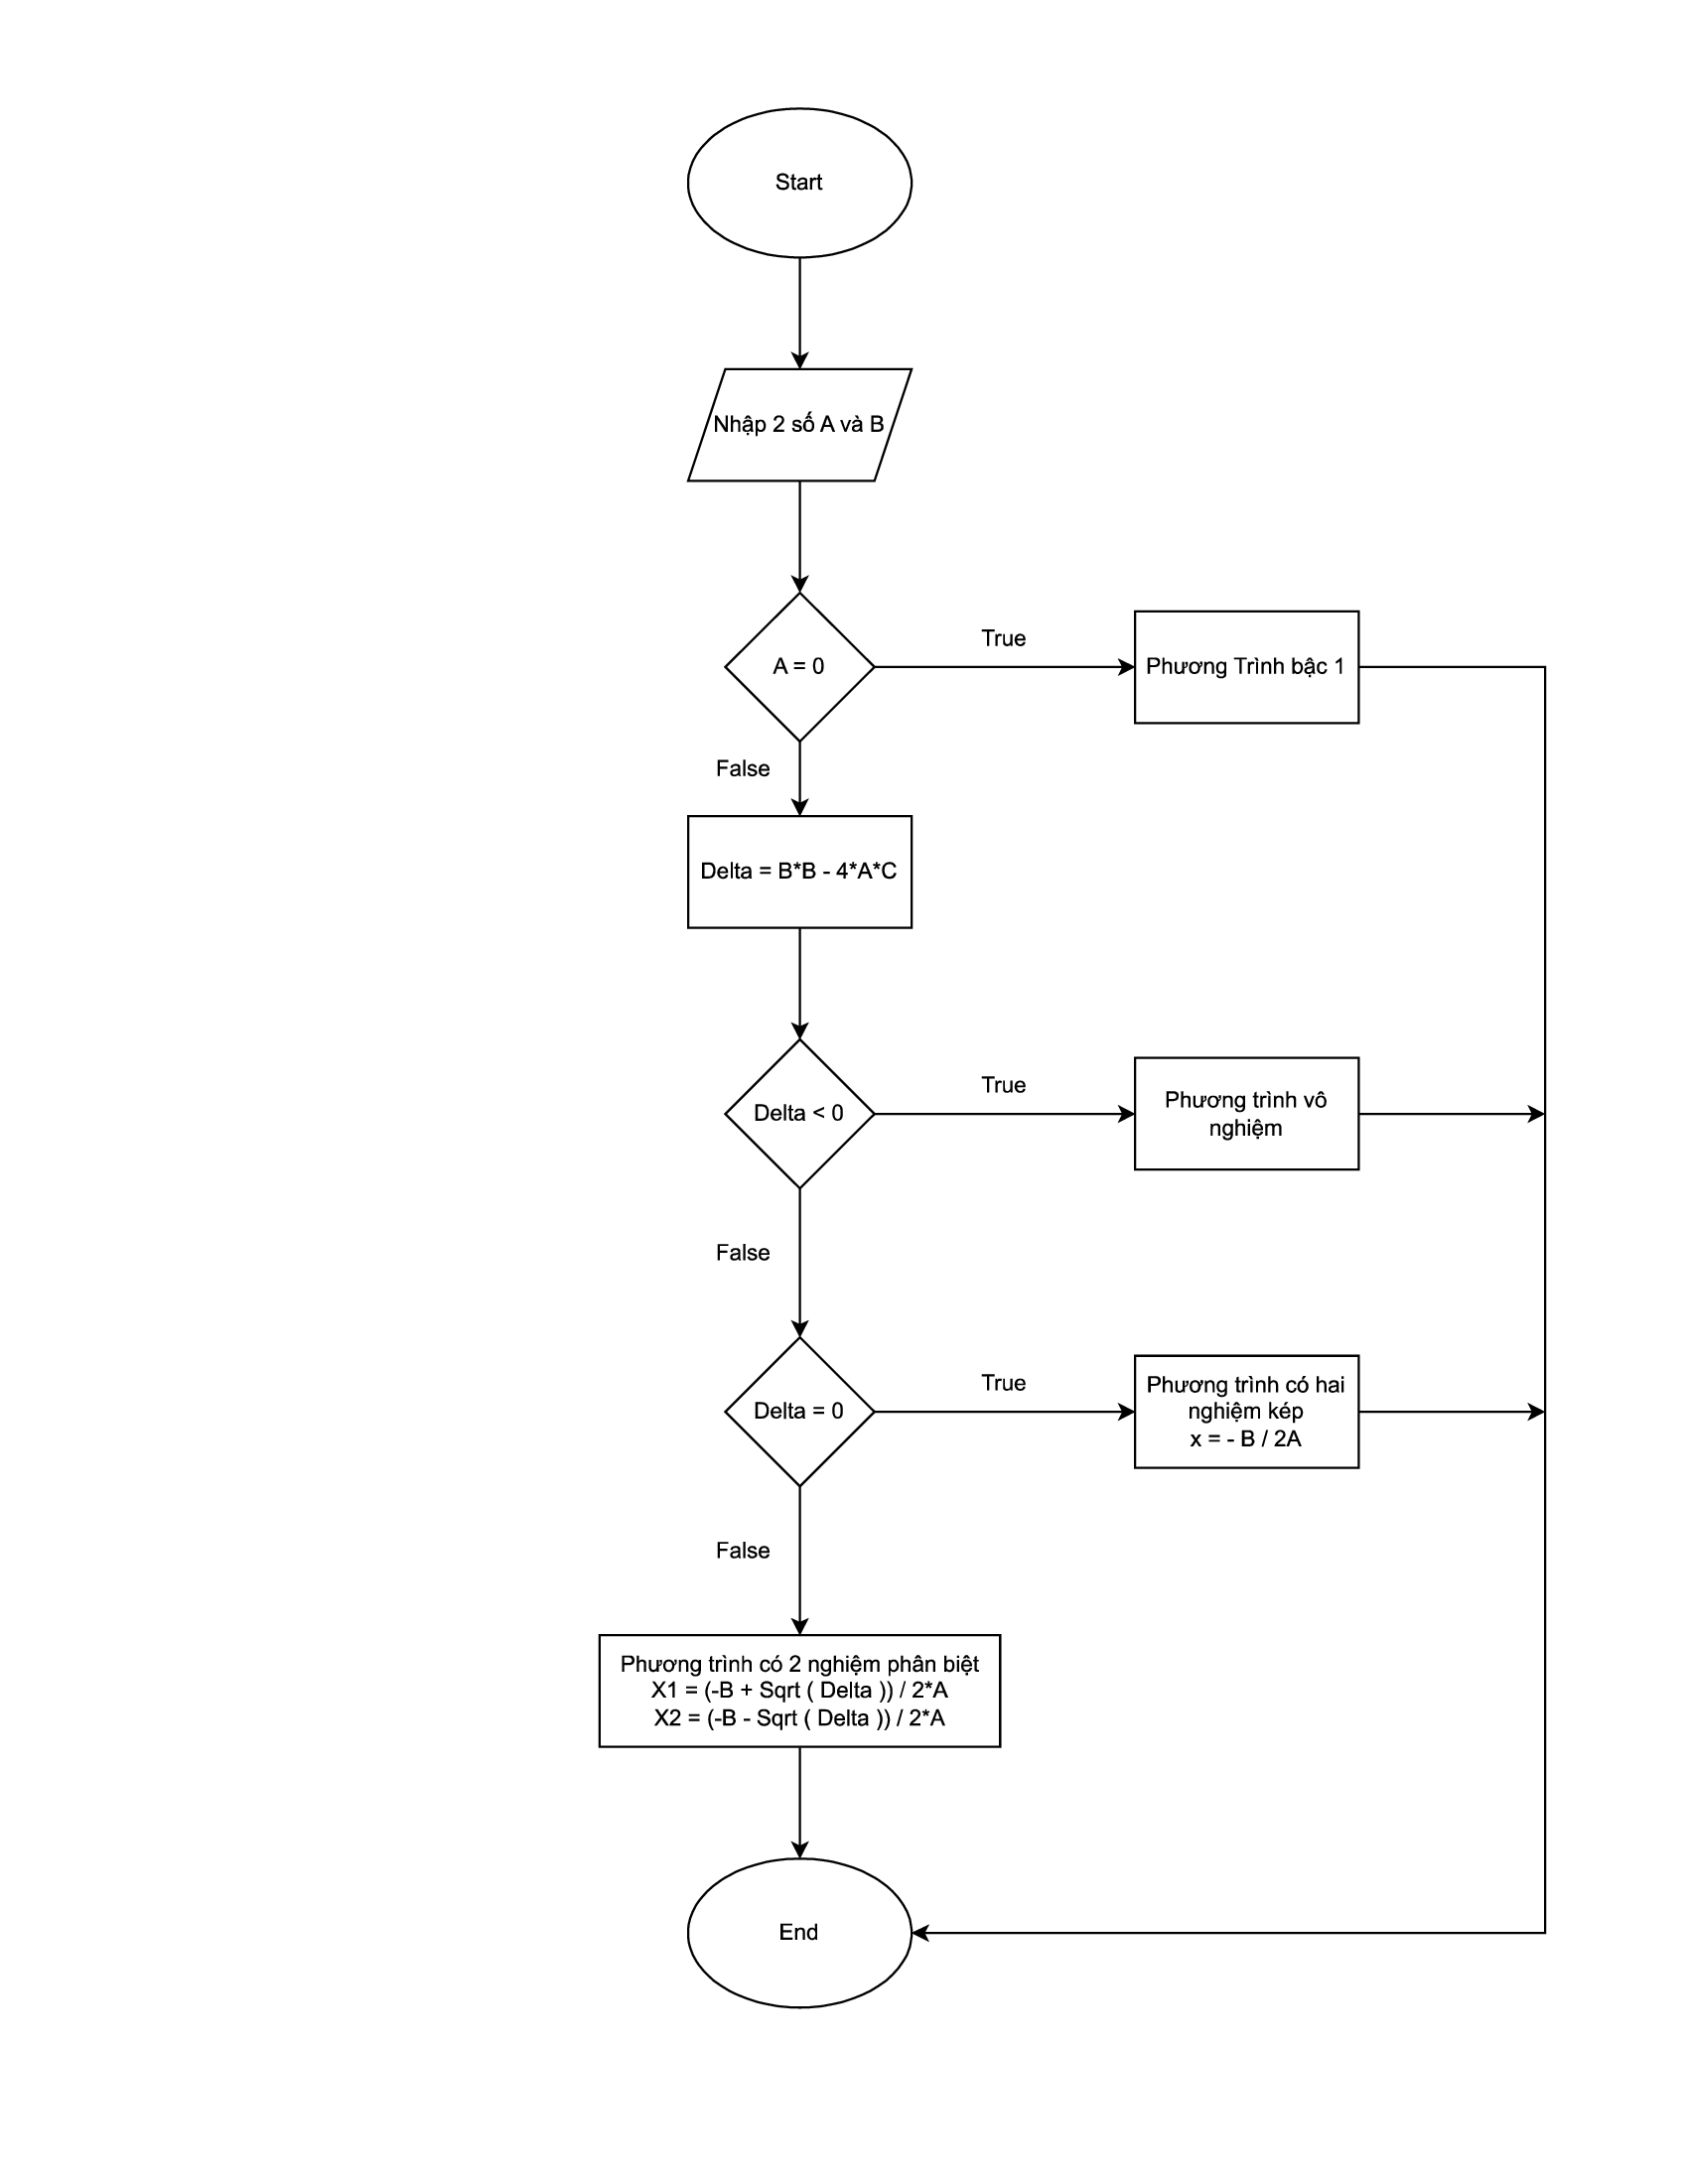 Start
Nhập 2 số A và B
A = 0
True
Phương Trình bậc 1
False
Delta = B*B - 4*A*C
Delta < 0
True
Phương trình vô
nghiệm
False
Delta = 0
True
Phương trình có hai
nghiệm kép
x = - B / 2A
False
Phương trình có 2 nghiệm phân biệt
X1 = (-B + Sqrt ( Delta )) / 2*A
X2 = (-B - Sqrt ( Delta )) / 2*A
End